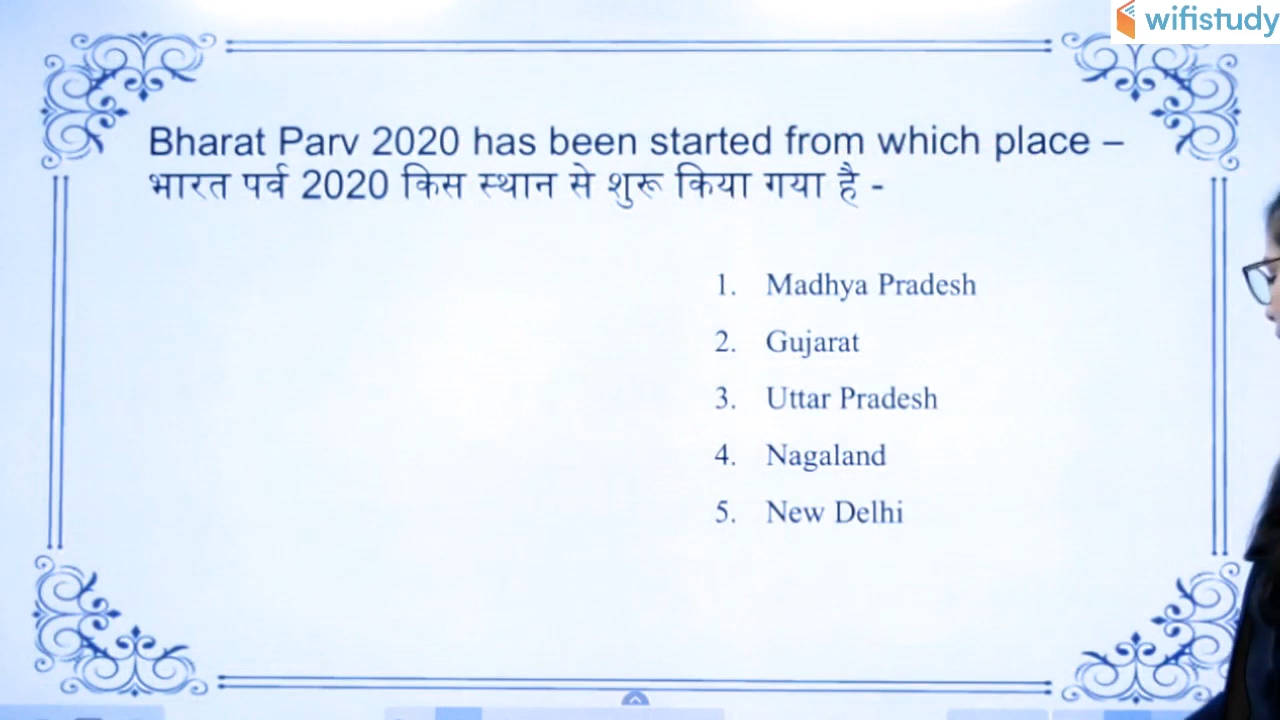 wifistudy
Bharat Parv 2020 has been started from which place –
भारत पर्व 2020 किस स्थान से शुरू किया गया है -
1. Madhya Pradesh
2. Gujarat
3. Uttar Pradesh
4. Nagaland
5. New Delhi